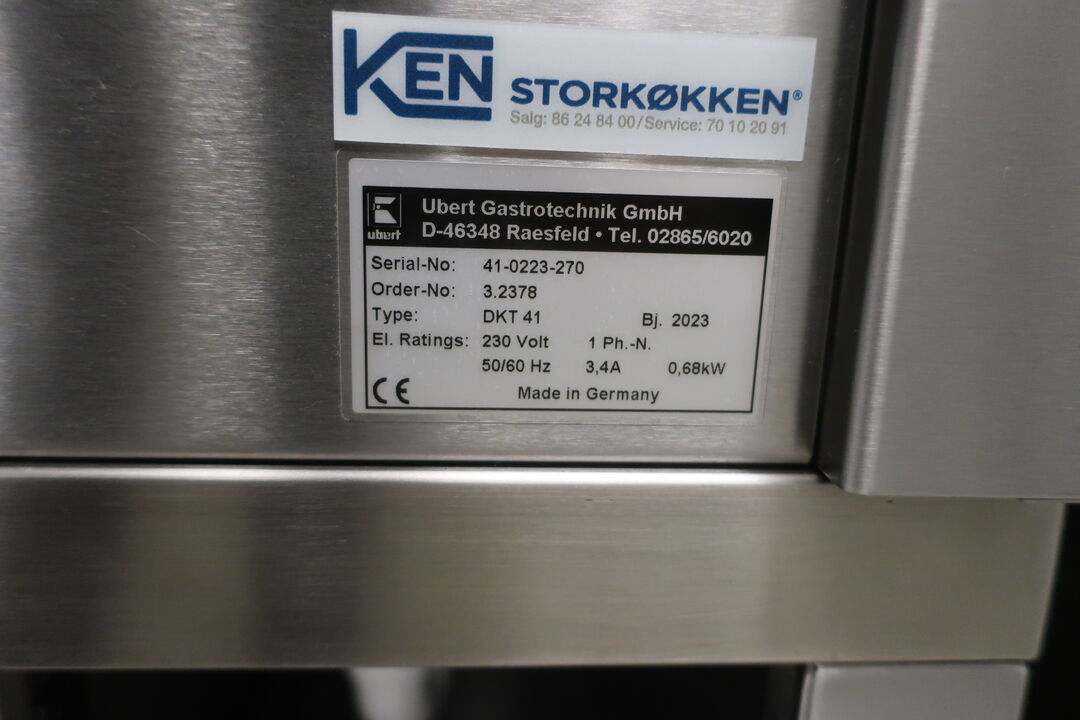 KEN STORKØKKEN®
Salg: 86 24 84 00/Service: 70 10 20 91
Ubert Gastrotechnik GmbH
ubert D-46348 Raesfeld • Tel. 02865/6020
Serial-No: 41-0223-270
Order-No: 3.2378
Type: DKT 41 Bj. 2023
El. Ratings: 230 Volt 1 Ph.-N.
50/60 Hz 3,4A 0,68kW
CE Made in Germany